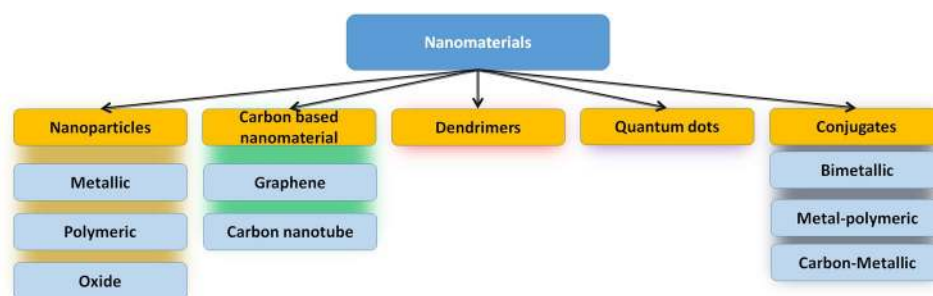 Nanomaterials
Nanoparticles
Carbon based
nanomaterial
Dendrimers
Quantum dots
Conjugates
Metallic
Polymeric
Oxide
Graphene
Carbon nanotube
Bimetallic
Metal-polymeric
Carbon-Metallic